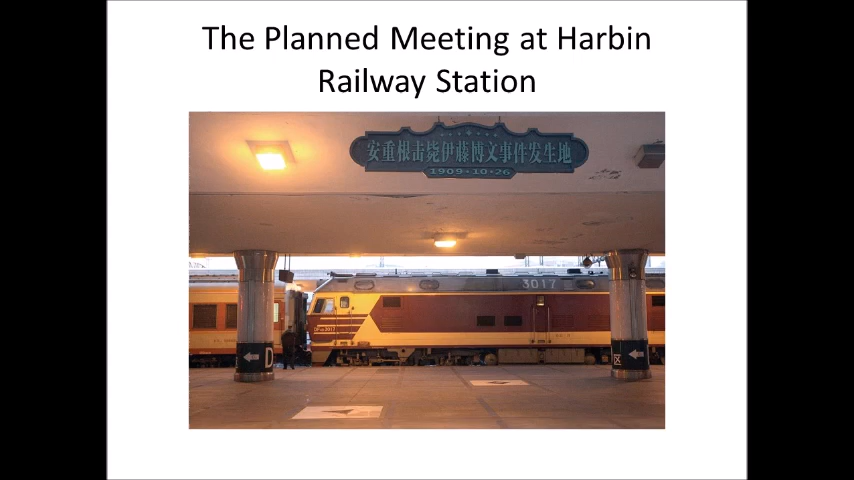 The Planned Meeting at Harbin
Railway Station
安重根击毙伊藤博文事件发生地
1909·10·26
3017
D
区